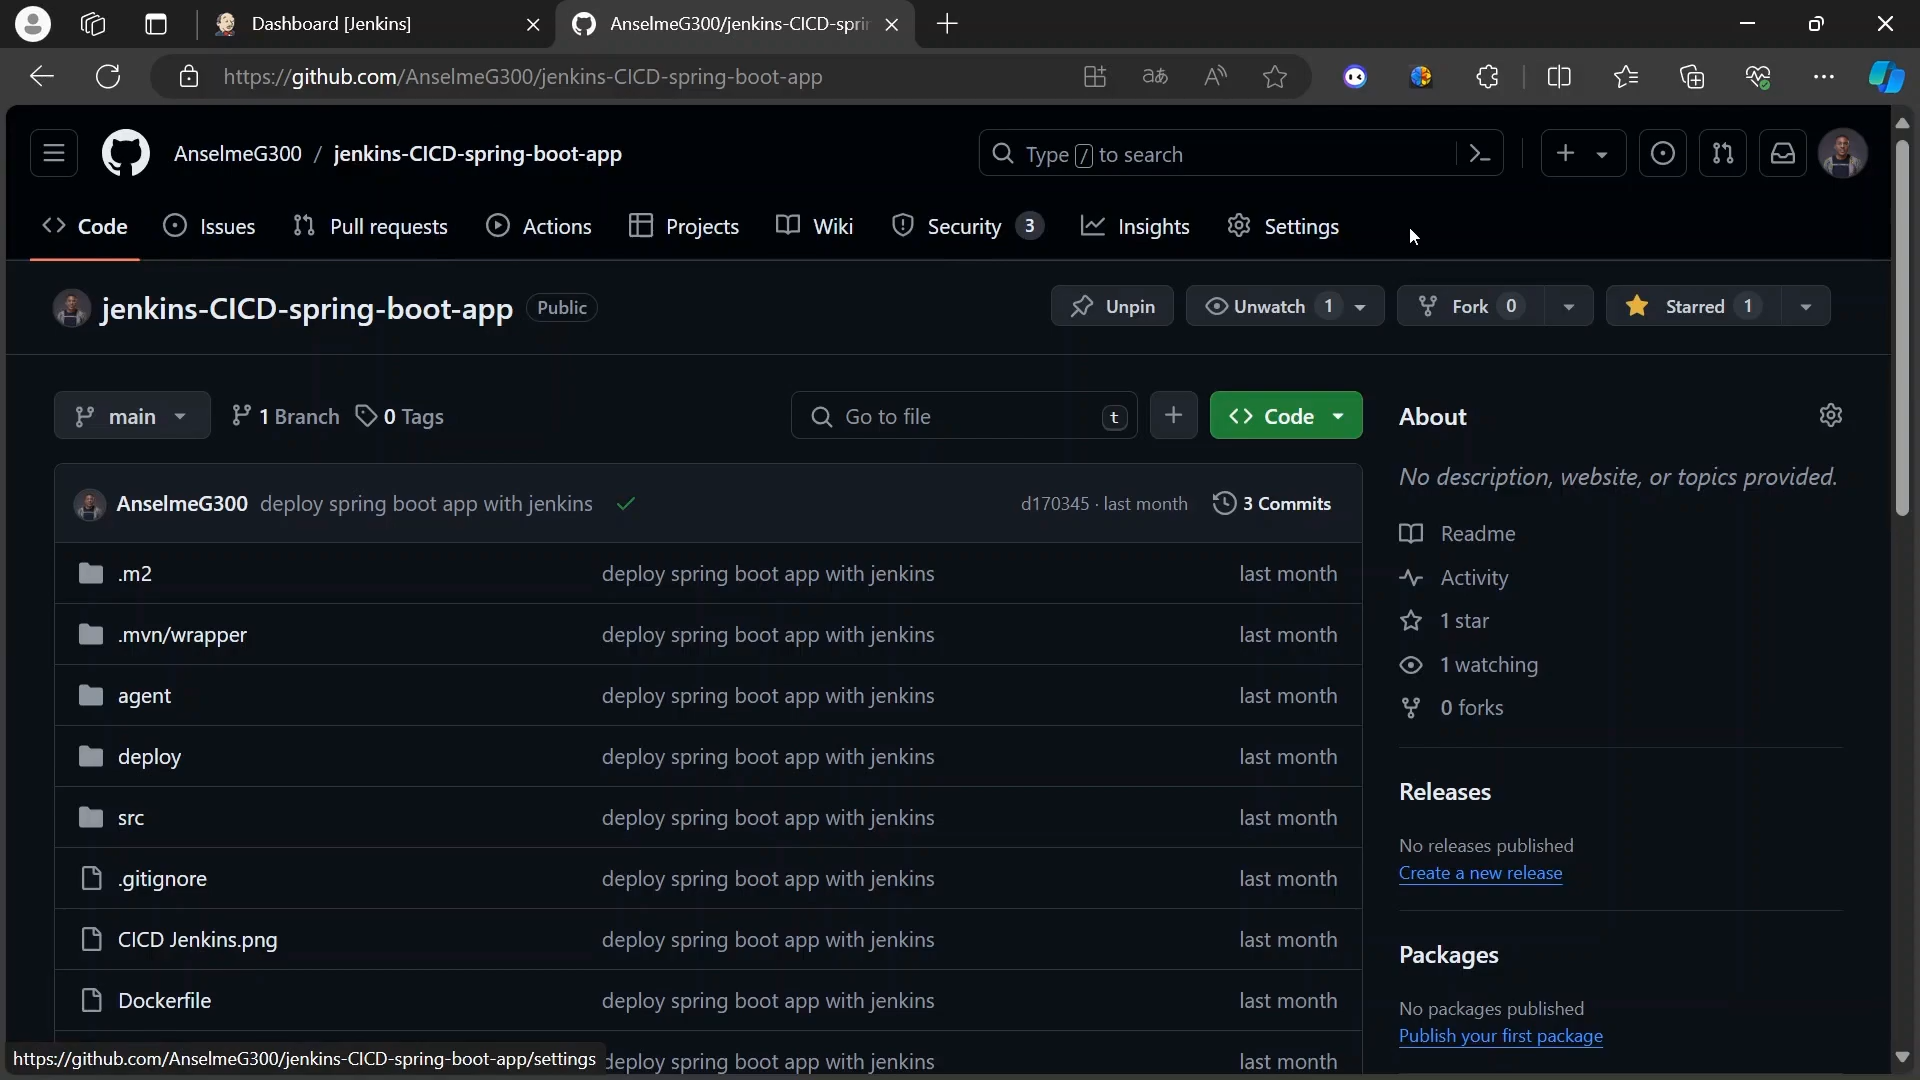 Dashboard [Jenkins]
AnselmeG300/jenkins-CICD-spri
https://github.com/AnselmeG300/jenkins-CICD-spring-boot-app
AnselmeG300 / jenkins-CICD-spring-boot-app
Type / to search
Code
Issues
Pull requests
Actions
Projects
Wiki
Security 3
Insights
Settings
jenkins-CICD-spring-boot-app Public
Unpin
Unwatch 1
Fork 0
Starred 1
main
1 Branch
0 Tags
Go to file t
Code
About
No description, website, or topics provided.
AnselmeG300 deploy spring boot app with jenkins d170345 · last month 3 Commits
.m2 deploy spring boot app with jenkins last month
.mvn/wrapper deploy spring boot app with jenkins last month
agent deploy spring boot app with jenkins last month
deploy deploy spring boot app with jenkins last month
src deploy spring boot app with jenkins last month
.gitignore deploy spring boot app with jenkins last month
CICD Jenkins.png deploy spring boot app with jenkins last month
Dockerfile deploy spring boot app with jenkins last month
deploy spring boot app with jenkins last month
Readme
Activity
1 star
1 watching
0 forks
Releases
No releases published
Create a new release
Packages
No packages published
Publish your first package
https://github.com/AnselmeG300/jenkins-CICD-spring-boot-app/settings